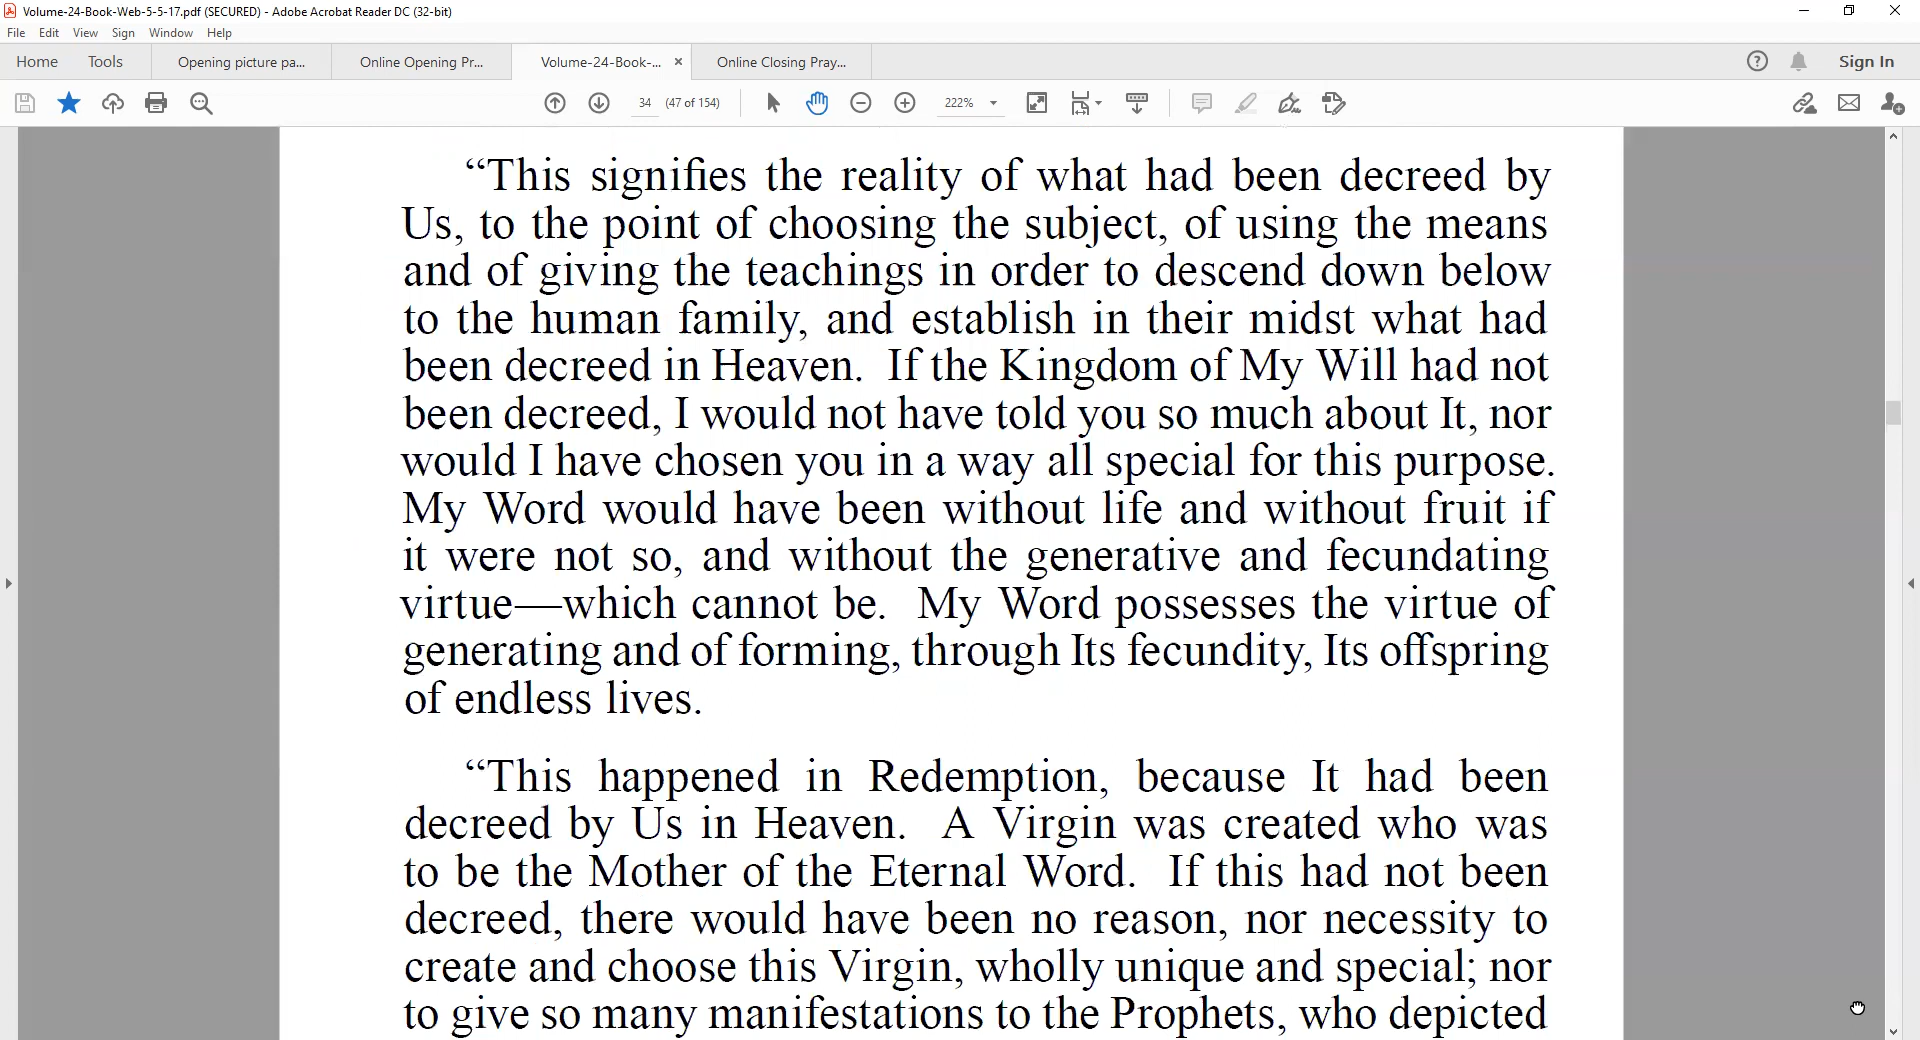 Volume-24-Book-Web-5-5-17.pdf (SECURED) - Adobe Acrobat Reader DC (32-bit)
File Edit View Sign Window Help
Home Tools Opening picture pa... Online Opening Pr... Volume-24-Book-... × Online Closing Pray... Sign In
34 (47 of 154) 222%
“This signifies the reality of what had been decreed by
Us, to the point of choosing the subject, of using the means
and of giving the teachings in order to descend down below
to the human family, and establish in their midst what had
been decreed in Heaven. If the Kingdom of My Will had not
been decreed, I would not have told you so much about It, nor
would I have chosen you in a way all special for this purpose.
My Word would have been without life and without fruit if
it were not so, and without the generative and fecundating
virtue—which cannot be. My Word possesses the virtue of
generating and of forming, through Its fecundity, Its offspring
of endless lives.
“This happened in Redemption, because It had been
decreed by Us in Heaven. A Virgin was created who was
to be the Mother of the Eternal Word. If this had not been
decreed, there would have been no reason, nor necessity to
create and choose this Virgin, wholly unique and special; nor
to give so many manifestations to the Prophets, who depicted